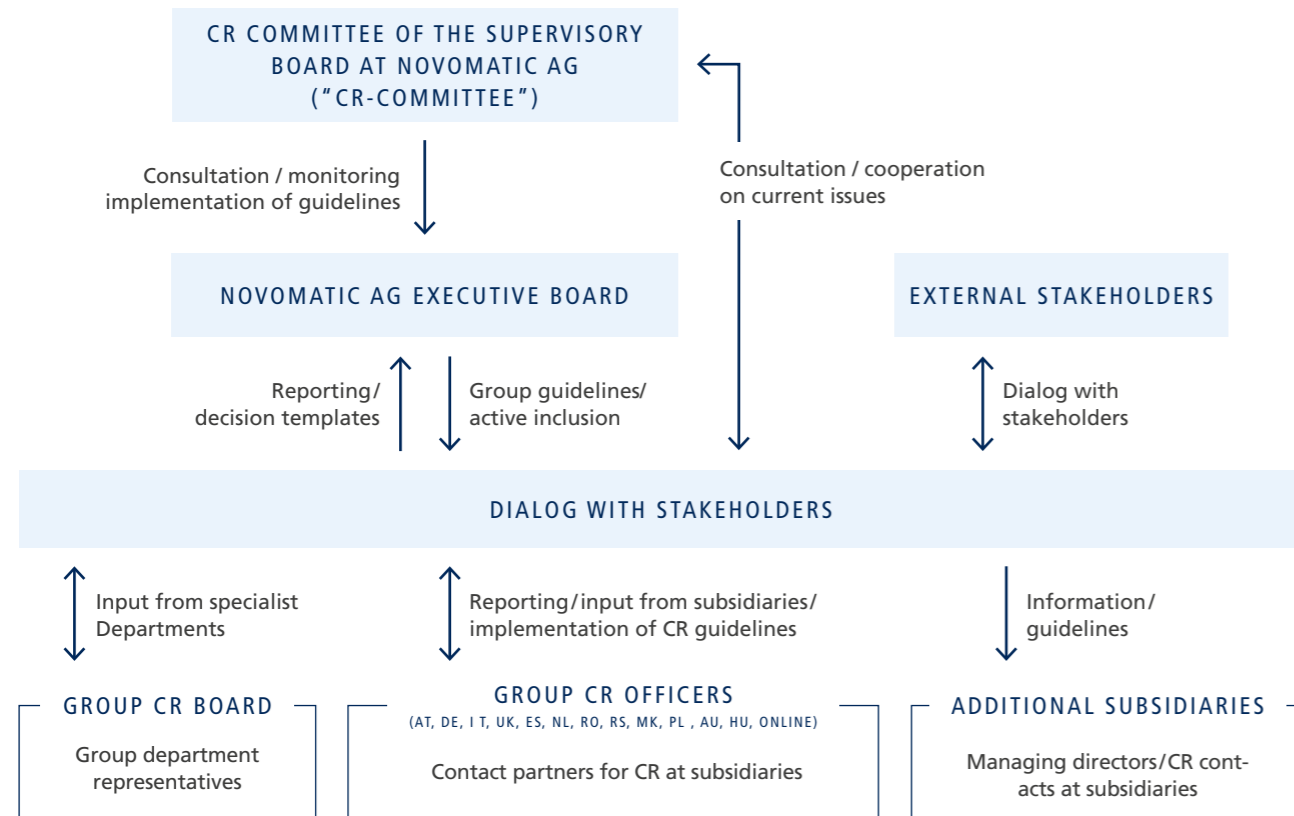 CR COMMITTEE OF THE SUPERVISORY
BOARD AT NOVOMATIC AG
("CR-COMMITTEE")
Consultation / monitoring
implementation of guidelines
Consultation / cooperation
on current issues
NOVOMATIC AG EXECUTIVE BOARD
EXTERNAL STAKEHOLDERS
Reporting/
decision templates
Group guidelines/
active inclusion
Dialog with
stakeholders
DIALOG WITH STAKEHOLDERS
Input from specialist
Departments
Reporting/input from subsidiaries/
implementation of CR guidelines
Information/
guidelines
GROUP CR BOARD
Group department
representatives
GROUP CR OFFICERS
(AT, DE, I T, UK, ES, NL, RO, RS, MK, PL , AU, HU, ONLINE)
Contact partners for CR at subsidiaries
ADDITIONAL SUBSIDIARIES
Managing directors/CR cont-
acts at subsidiaries